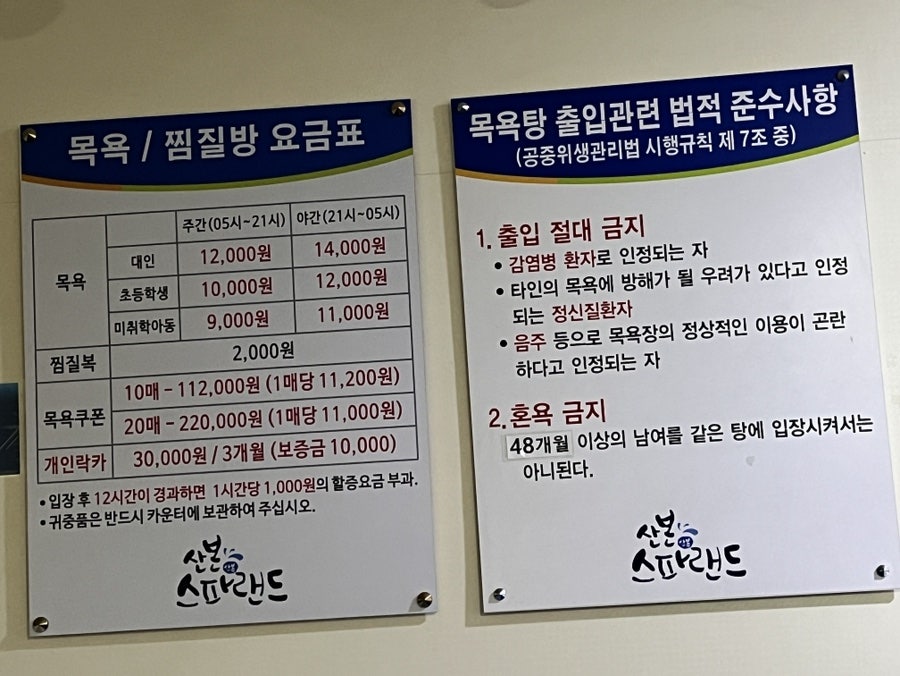 목욕 / 찜질방 요금표
주간(05시~21시) 야간(21시~05시)
목욕
대인 12,000원 14,000원
초등학생 10,000원 12,000원
미취학아동 9,000원 11,000원
찜질복 2,000원
목욕쿠폰
10매 - 112,000원 (1매당 11,200원)
20매 - 220,000원 (1매당 11,000원)
개인락카 30,000원 / 3개월 (보증금 10,000)
• 입장 후 12시간이 경과하면 1시간당 1,000원의 할증요금 부과.
• 귀중품은 반드시 카운터에 보관하여 주십시오.
산본
스파랜드
목욕탕 출입관련 법적 준수사항
(공중위생관리법 시행규칙 제 7조 중)
1. 출입 절대 금지
• 감염병 환자로 인정되는 자
• 타인의 목욕에 방해가 될 우려가 있다고 인정
되는 정신질환자
• 음주 등으로 목욕장의 정상적인 이용이 곤란
하다고 인정되는 자
2. 혼욕 금지
48개월 이상의 남여를 같은 탕에 입장시켜서는
아니된다.
산본
스파랜드